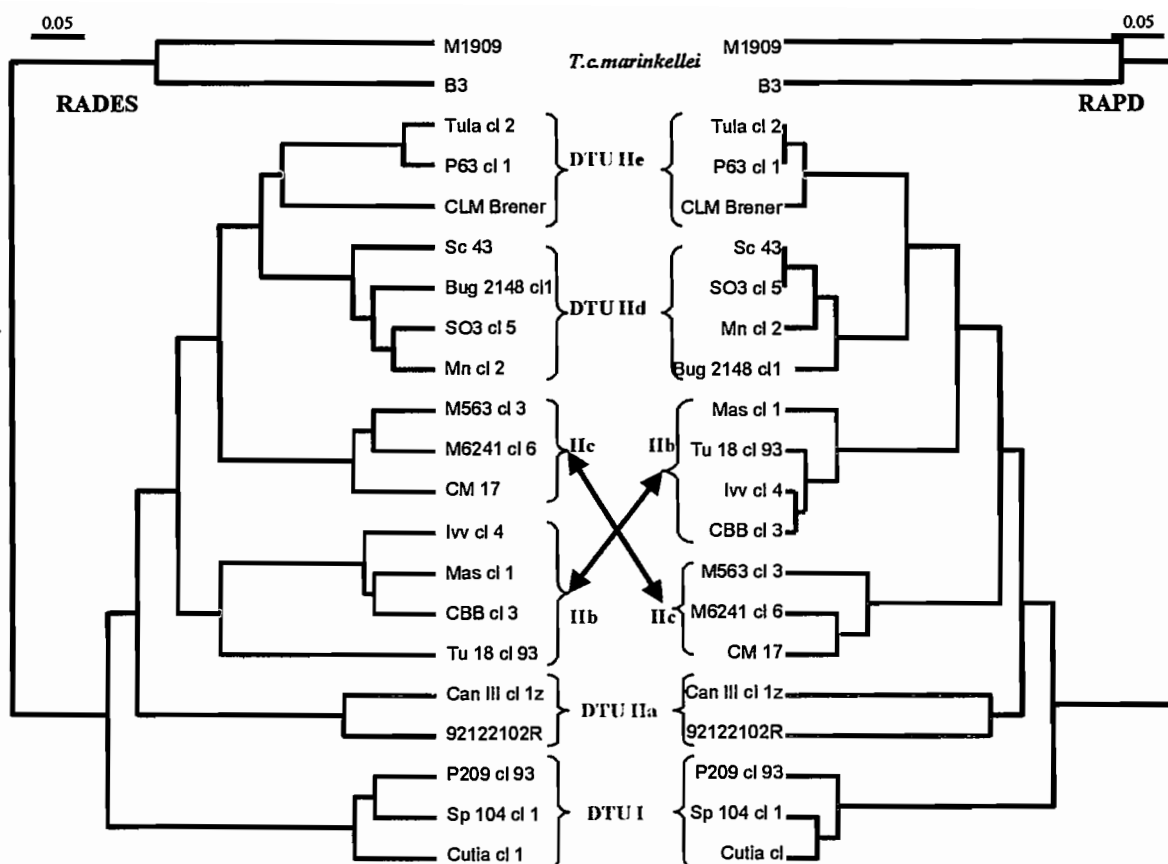 0.05
0.05
M1909
M1909
T.c.marinkellei
B3
B3
RADES
RAPD
Tula cl 2
Tula cl 2
DTU IIe
P63 cl 1
P63 cl 1
CLM Brener
CLM Brener
Sc 43
Sc 43
Bug 2148 cl1
SO3 cl 5
DTU IId
SO3 cl 5
Mn cl 2
Mn cl 2
Bug 2148 cl1
M563 cl 3
Mas cl 1
IIc
IIb
M6241 cl 6
Tu 18 cl 93
CM 17
Ivv cl 4
Ivv cl 4
CBB cl 3
Mas cl 1
M563 cl 3
CBB cl 3
IIb
IIc
M6241 cl 6
Tu 18 cl 93
CM 17
Can III cl 1z
Can III cl 1z
DTU IIa
92122102R
92122102R
P209 cl 93
P209 cl 93
Sp 104 cl 1
DTU I
Sp 104 cl 1
Cutia cl 1
Cutia cl